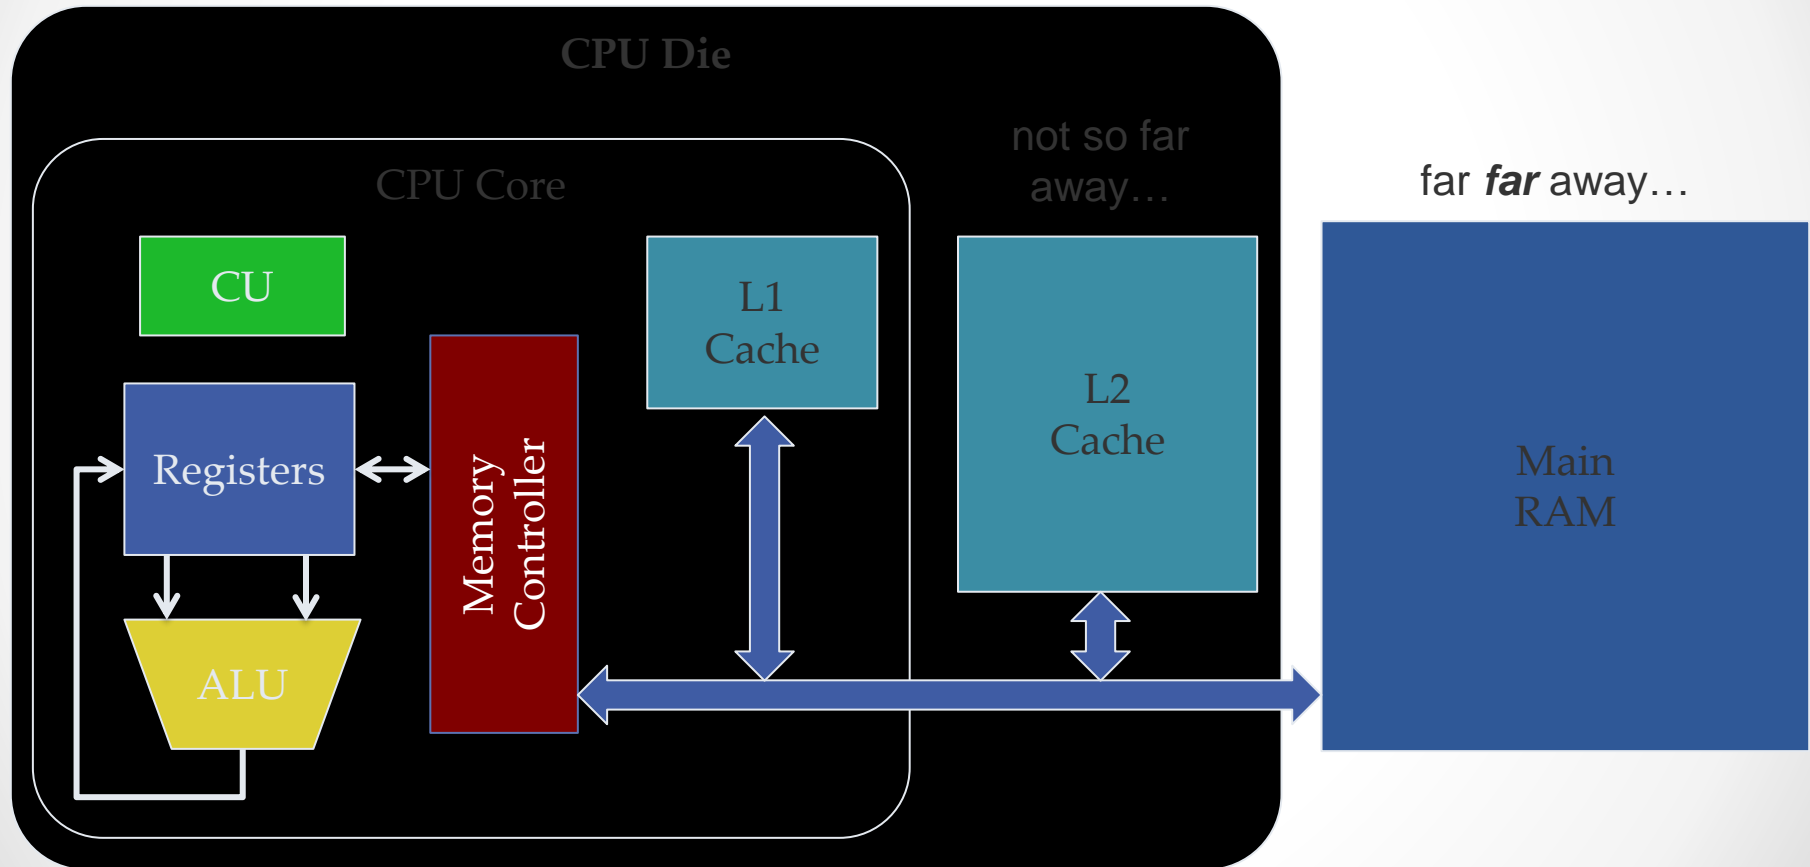 CPU Die
not so far
away…
far far away…
CPU Core
CU
L1
Cache
L2
Cache
Registers
Memory
Controller
Main
RAM
ALU